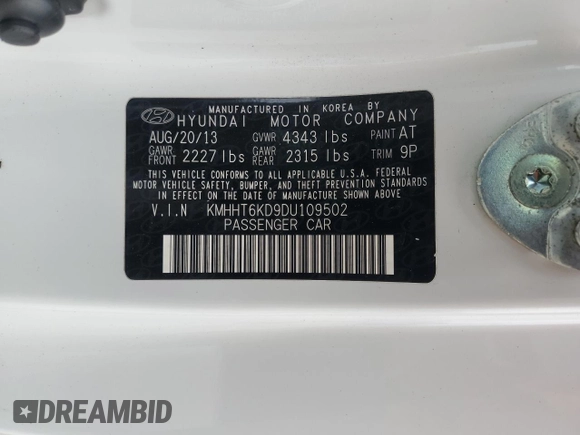 MANUFACTURED IN KOREA BY
HYUNDAI MOTOR COMPANY
AUG/20/13 GVWR 4343 lbs PAINT AT
GAWR FRONT 2227 lbs GAWR REAR 2315 lbs TRIM 9P
THIS VEHICLE CONFORMS TO ALL APPLICABLE U.S.A. FEDERAL
MOTOR VEHICLE SAFETY, BUMPER, AND THEFT PREVENTION STANDARDS
IN EFFECT ON THE DATE OF MANUFACTURE SHOWN ABOVE.
V.I.N KMHHT6KD9DU109502
PASSENGER CAR
DREAMBID